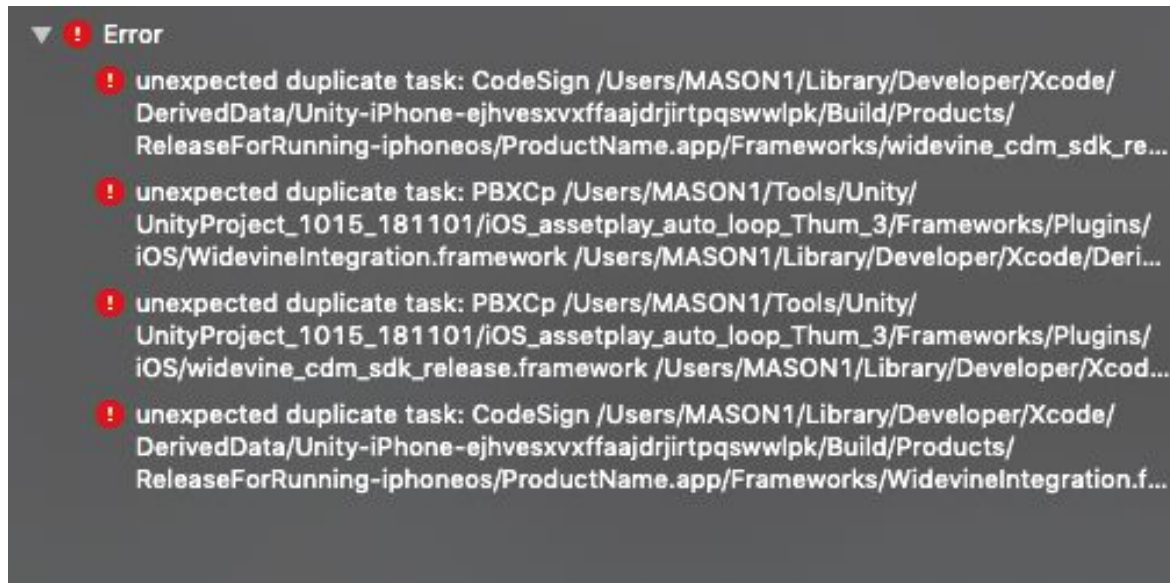 Error
unexpected duplicate task: CodeSign /Users/MASON1/Library/Developer/Xcode/
DerivedData/Unity-iPhone-ejhvesxvxffaajdrjirtpqswwlpk/Build/Products/
ReleaseForRunning-iphoneos/ProductName.app/Frameworks/widevine_cdm_sdk_re...
unexpected duplicate task: PBXCp /Users/MASON1/Tools/Unity/
UnityProject_1015_181101/iOS_assetplay_auto_loop_Thum_3/Frameworks/Plugins/
iOS/WidevineIntegration.framework /Users/MASON1/Library/Developer/Xcode/Deri...
unexpected duplicate task: PBXCp /Users/MASON1/Tools/Unity/
UnityProject_1015_181101/iOS_assetplay_auto_loop_Thum_3/Frameworks/Plugins/
iOS/widevine_cdm_sdk_release.framework /Users/MASON1/Library/Developer/Xcod...
unexpected duplicate task: CodeSign /Users/MASON1/Library/Developer/Xcode/
DerivedData/Unity-iPhone-ejhvesxvxffaajdrjirtpqswwlpk/Build/Products/
ReleaseForRunning-iphoneos/ProductName.app/Frameworks/WidevineIntegration.f...